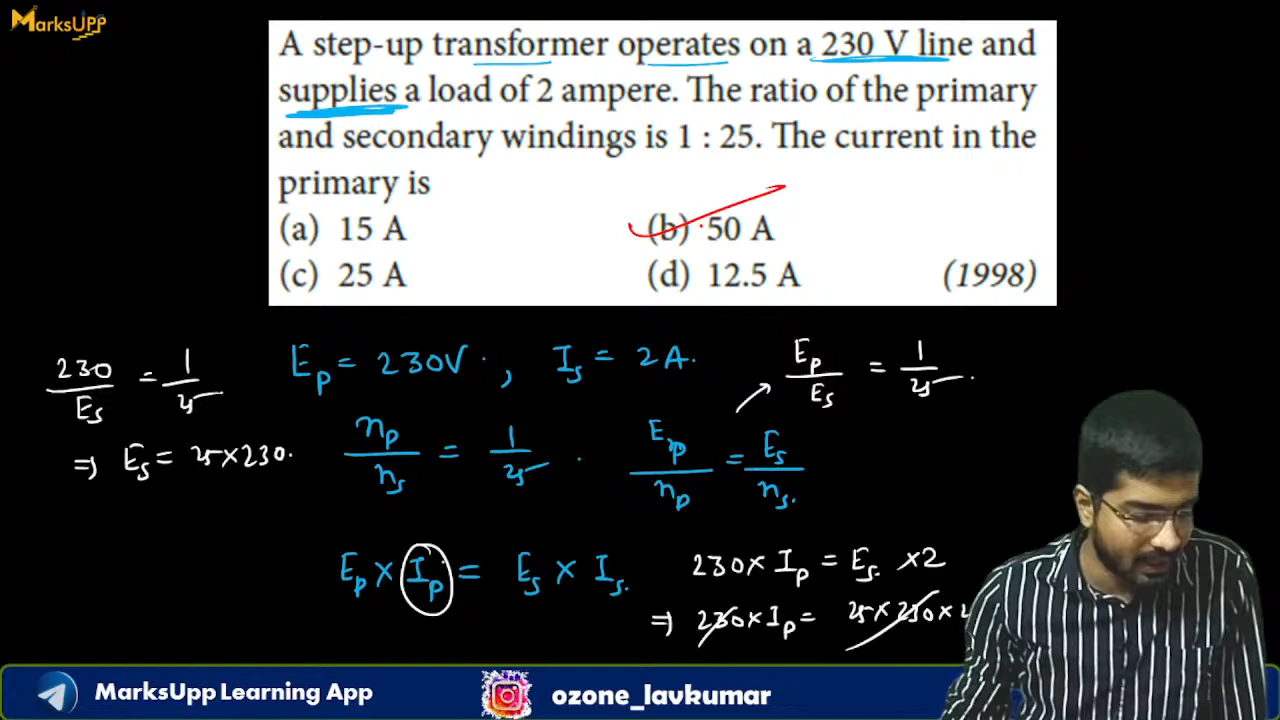 MARKSUPP
A step-up transformer operates on a 230 V line and
supplies a load of 2 ampere. The ratio of the primary
and secondary windings is 1 : 25. The current in the
primary is
(a) 15 A
(b) 50 A
(c) 25 A
(d) 12.5 A
(1998)
230/Es = 1/25
⇒ Es = 25×230.
Ep = 230V. , Is = 2A.
Ep/Es = 1/25.
np/ns = 1/25.
Ep/np = Es/ns.
Ep × Ip = Es × Is.
230× Ip = Es. ×2
⇒ 230× Ip = 25×230×2
MarksUpp Learning App
ozone_lavkumar